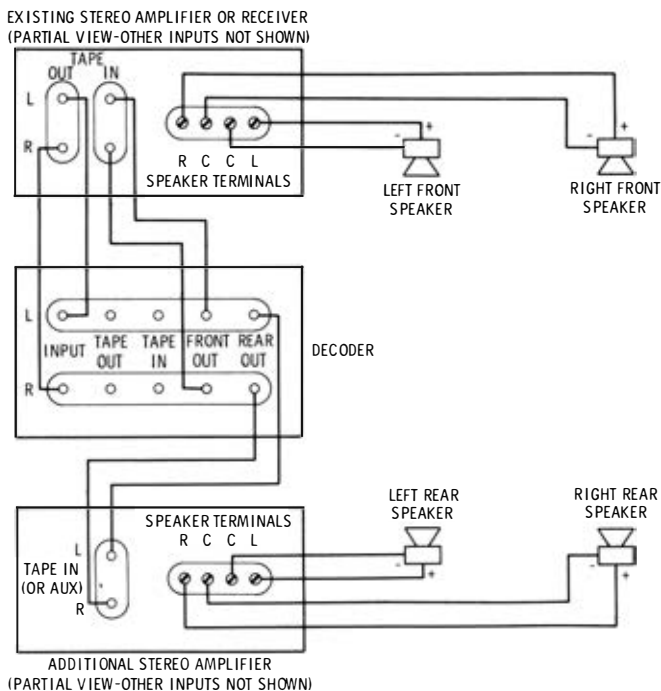 EXISTING STEREO AMPLIFIER OR RECEIVER
(PARTIAL VIEW-OTHER INPUTS NOT SHOWN)
TAPE
OUT IN
L
R
R C C L
SPEAKER TERMINALS
- +
LEFT FRONT
SPEAKER
- +
RIGHT FRONT
SPEAKER
L
INPUT TAPE OUT TAPE IN FRONT OUT REAR OUT
R
DECODER
SPEAKER TERMINALS
R C C L
L
TAPE IN
(OR AUX)
R
LEFT REAR
SPEAKER
- +
RIGHT REAR
SPEAKER
- +
ADDITIONAL STEREO AMPLIFIER
(PARTIAL VIEW-OTHER INPUTS NOT SHOWN)